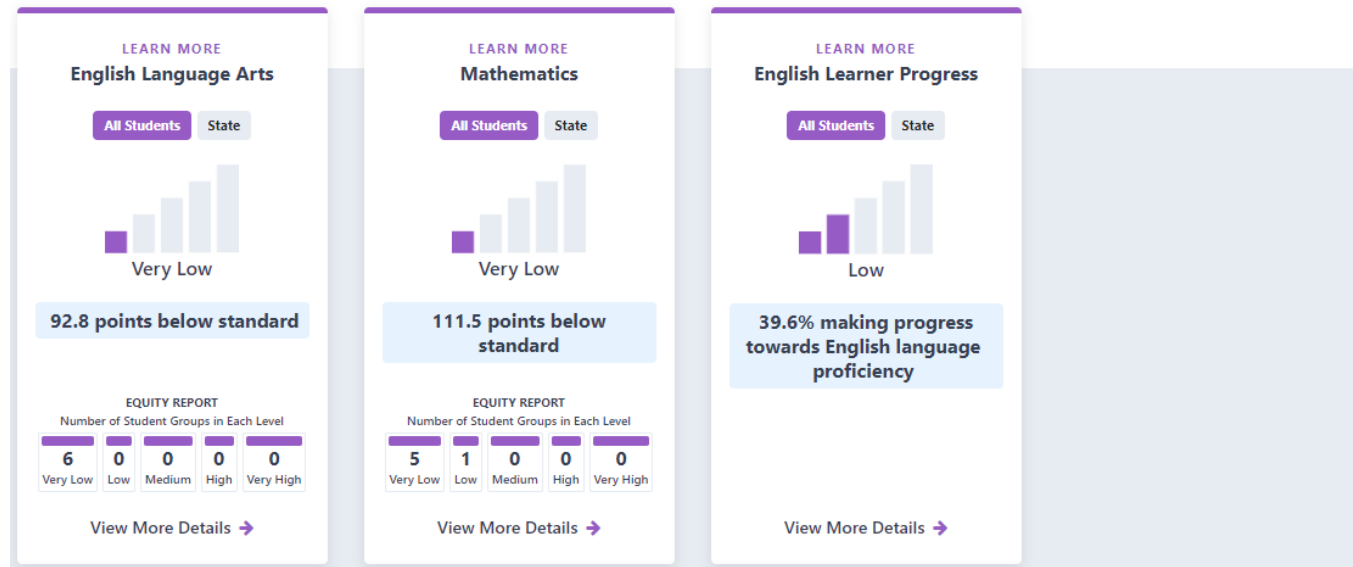 LEARN MORE
English Language Arts
All Students State
Very Low
92.8 points below standard
EQUITY REPORT
Number of Student Groups in Each Level
6 0 0 0 0
Very Low Low Medium High Very High
View More Details
LEARN MORE
Mathematics
All Students State
Very Low
111.5 points below
standard
EQUITY REPORT
Number of Student Groups in Each Level
5 1 0 0 0
Very Low Low Medium High Very High
View More Details
LEARN MORE
English Learner Progress
All Students State
Low
39.6% making progress
towards English language
proficiency
View More Details